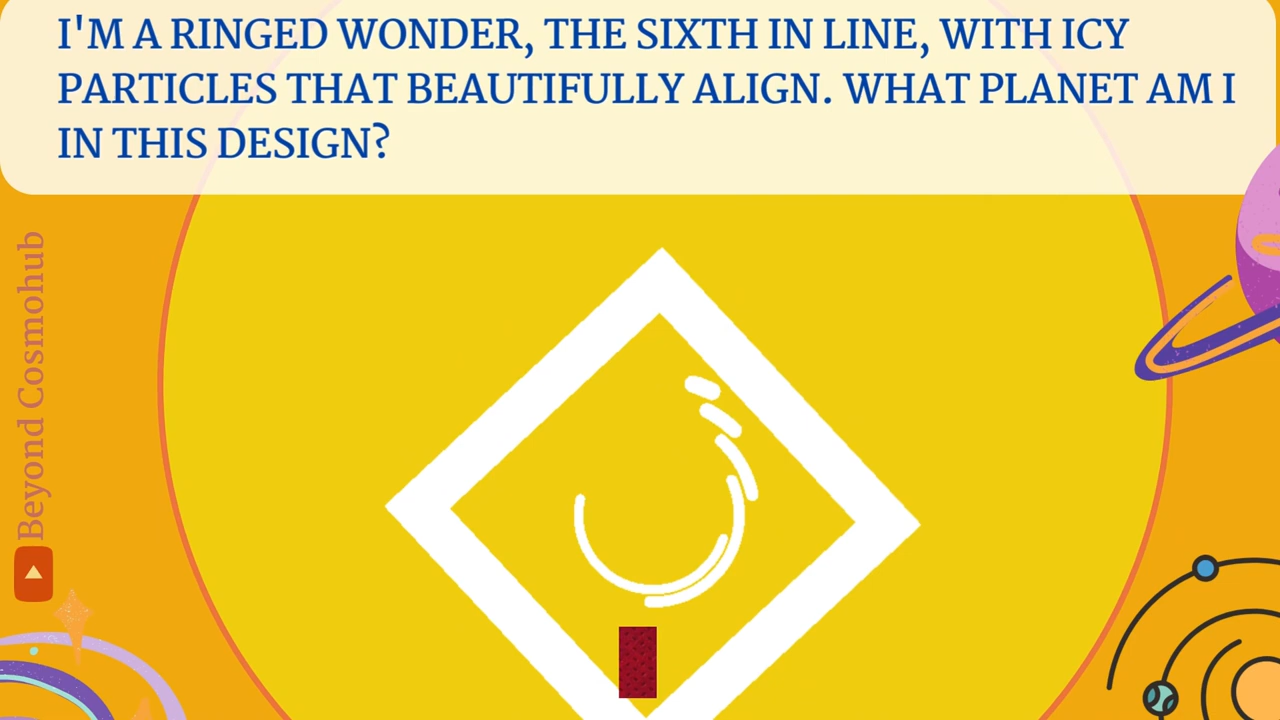 I'M A RINGED WONDER, THE SIXTH IN LINE, WITH ICY
PARTICLES THAT BEAUTIFULLY ALIGN. WHAT PLANET AM I
IN THIS DESIGN?
Beyond Cosmohub